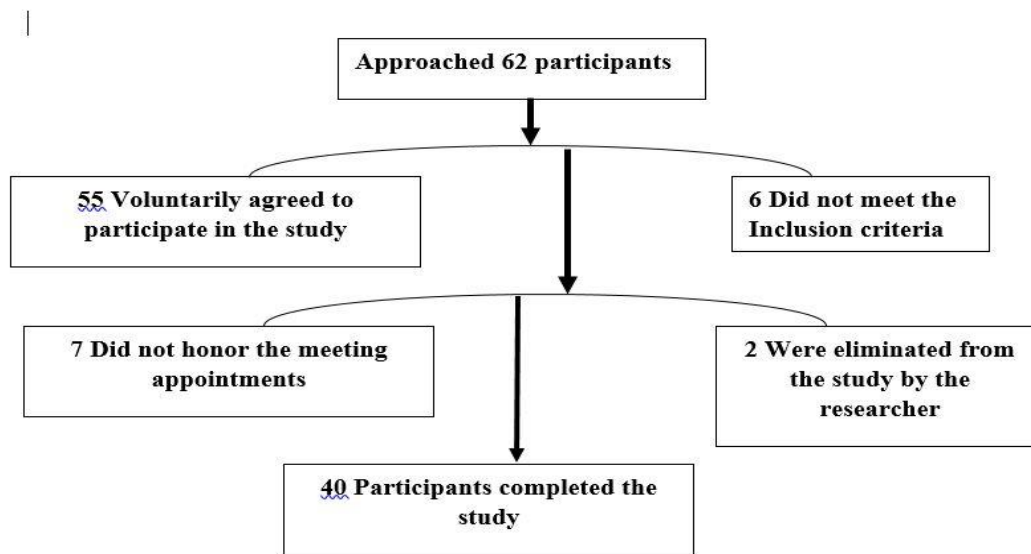 Approached 62 participants
55 Voluntarily agreed to
participate in the study
6 Did not meet the
Inclusion criteria
7 Did not honor the meeting
appointments
2 Were eliminated from
the study by the
researcher
40 Participants completed the
study